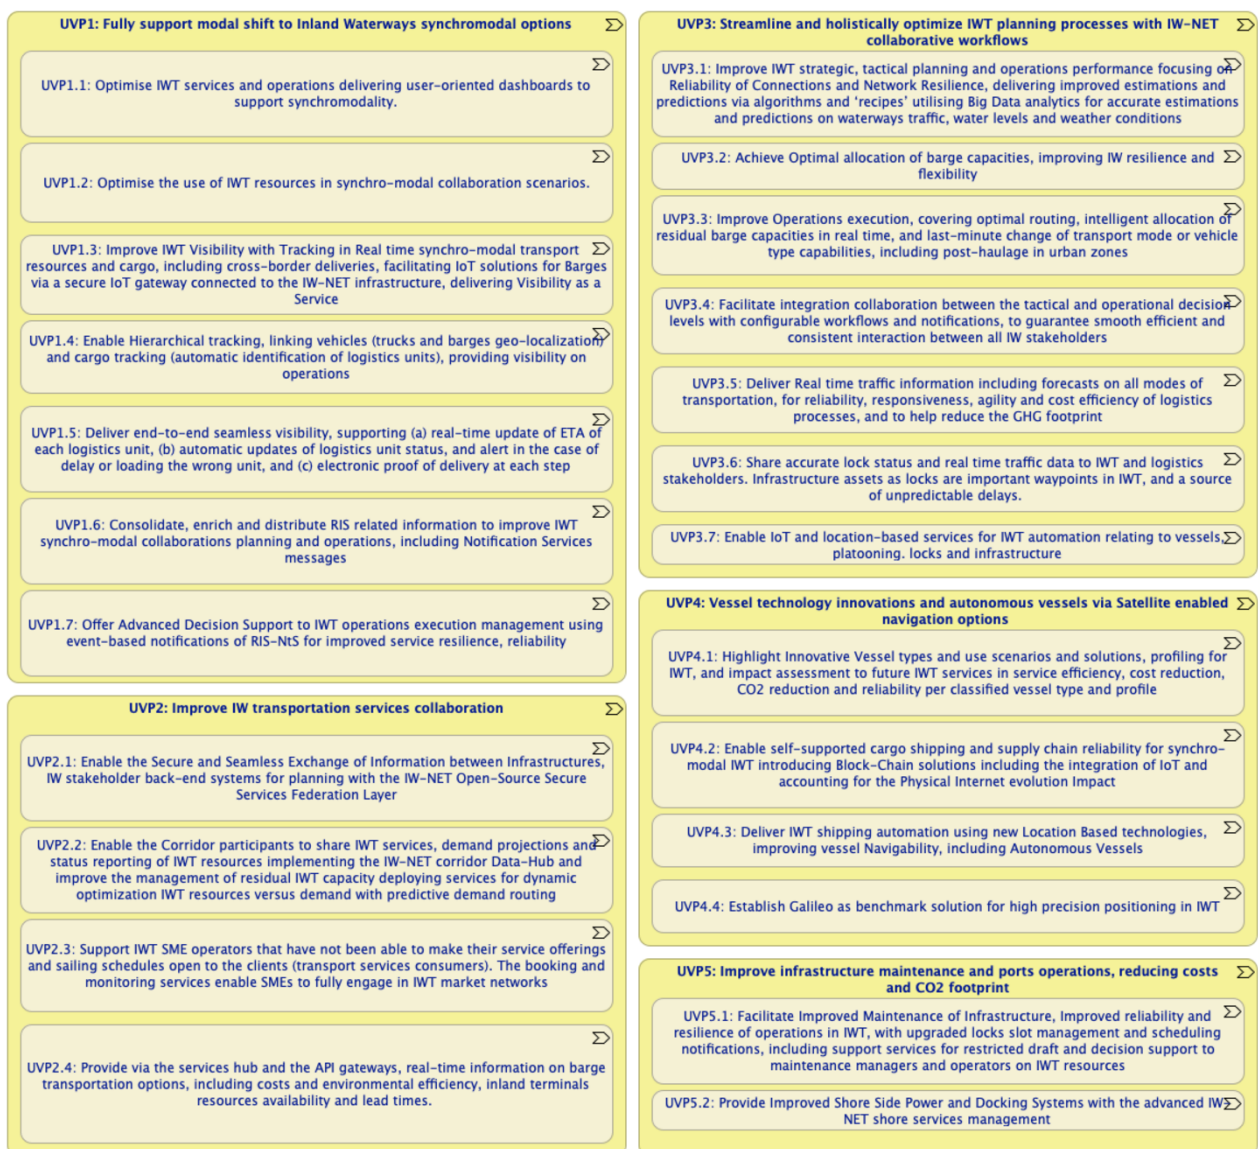 UVP1: Fully support modal shift to Inland Waterways synchromodal options
UVP1.1: Optimise IWT services and operations delivering user-oriented dashboards to
support synchromodality.
UVP1.2: Optimise the use of IWT resources in synchro-modal collaboration scenarios.
UVP1.3: Improve IWT Visibility with Tracking in Real time synchro-modal transport
resources and cargo, including cross-border deliveries, facilitating IoT solutions for Barges
via a secure IoT gateway connected to the IW-NET infrastructure, delivering Visibility as a
Service
UVP1.4: Enable Hierarchical tracking, linking vehicles (trucks and barges geo-localization)
and cargo tracking (automatic identification of logistics units), providing visibility on
operations
UVP1.5: Deliver end-to-end seamless visibility, supporting (a) real-time update of ETA of
each logistics unit, (b) automatic updates of logistics unit status, and alert in the case of
delay or loading the wrong unit, and (c) electronic proof of delivery at each step
UVP1.6: Consolidate, enrich and distribute RIS related information to improve IWT
synchro-modal collaborations planning and operations, including Notification Services
messages
UVP1.7: Offer Advanced Decision Support to IWT operations execution management using
event-based notifications of RIS-NtS for improved service resilience, reliability
UVP2: Improve IW transportation services collaboration
UVP2.1: Enable the Secure and Seamless Exchange of Information between Infrastructures,
IW stakeholder back-end systems for planning with the IW-NET Open-Source Secure
Services Federation Layer
UVP2.2: Enable the Corridor participants to share IWT services, demand projections and
status reporting of IWT resources implementing the IW-NET corridor Data-Hub and
improve the management of residual IWT capacity deploying services for dynamic
optimization IWT resources versus demand with predictive demand routing
UVP2.3: Support IWT SME operators that have not been able to make their service offerings
and sailing schedules open to the clients (transport services consumers). The booking and
monitoring services enable SMEs to fully engage in IWT market networks
UVP2.4: Provide via the services hub and the API gateways, real-time information on barge
transportation options, including costs and environmental efficiency, inland terminals
resources availability and lead times.
UVP3: Streamline and holistically optimize IWT planning processes with IW-NET
collaborative workflows
UVP3.1: Improve IWT strategic, tactical planning and operations performance focusing on
Reliability of Connections and Network Resilience, delivering improved estimations and
predictions via algorithms and ‘recipes’ utilising Big Data analytics for accurate estimations
and predictions on waterways traffic, water levels and weather conditions
UVP3.2: Achieve Optimal allocation of barge capacities, improving IW resilience and
flexibility
UVP3.3: Improve Operations execution, covering optimal routing, intelligent allocation of
residual barge capacities in real time, and last-minute change of transport mode or vehicle
type capabilities, including post-haulage in urban zones
UVP3.4: Facilitate integration collaboration between the tactical and operational decision
levels with configurable workflows and notifications, to guarantee smooth efficient and
consistent interaction between all IW stakeholders
UVP3.5: Deliver Real time traffic information including forecasts on all modes of
transportation, for reliability, responsiveness, agility and cost efficiency of logistics
processes, and to help reduce the GHG footprint
UVP3.6: Share accurate lock status and real time traffic data to IWT and logistics
stakeholders. Infrastructure assets as locks are important waypoints in IWT, and a source
of unpredictable delays.
UVP3.7: Enable IoT and location-based services for IWT automation relating to vessels,
platooning. locks and infrastructure
UVP4: Vessel technology innovations and autonomous vessels via Satellite enabled
navigation options
UVP4.1: Highlight Innovative Vessel types and use scenarios and solutions, profiling for
IWT, and impact assessment to future IWT services in service efficiency, cost reduction,
CO2 reduction and reliability per classified vessel type and profile
UVP4.2: Enable self-supported cargo shipping and supply chain reliability for synchro-
modal IWT introducing Block-Chain solutions including the integration of IoT and
accounting for the Physical Internet evolution Impact
UVP4.3: Deliver IWT shipping automation using new Location Based technologies,
improving vessel Navigability, including Autonomous Vessels
UVP4.4: Establish Galileo as benchmark solution for high precision positioning in IWT
UVP5: Improve infrastructure maintenance and ports operations, reducing costs
and CO2 footprint
UVP5.1: Facilitate Improved Maintenance of Infrastructure, Improved reliability and
resilience of operations in IWT, with upgraded locks slot management and scheduling
notifications, including support services for restricted draft and decision support to
maintenance managers and operators on IWT resources
UVP5.2: Provide Improved Shore Side Power and Docking Systems with the advanced IW-
NET shore services management